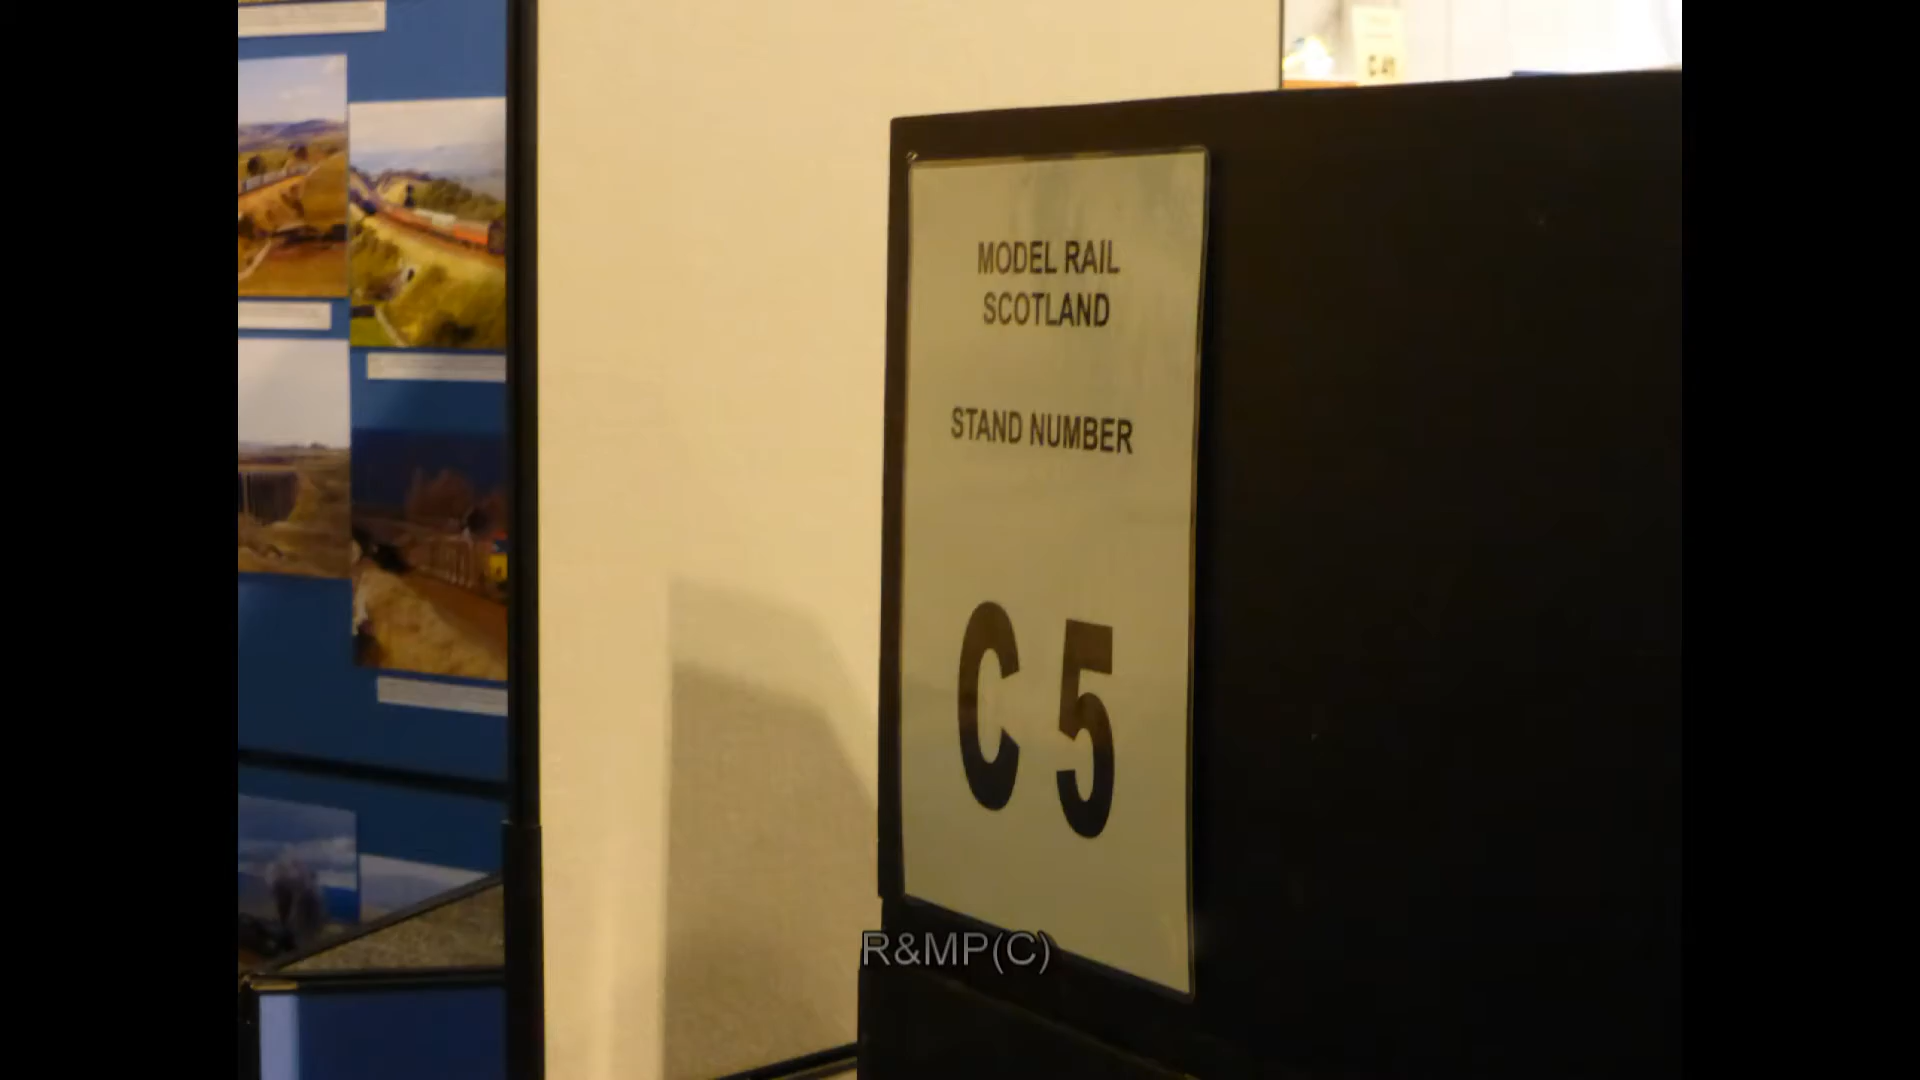 MODEL RAIL
SCOTLAND
STAND NUMBER
C 5
R&MP(C)